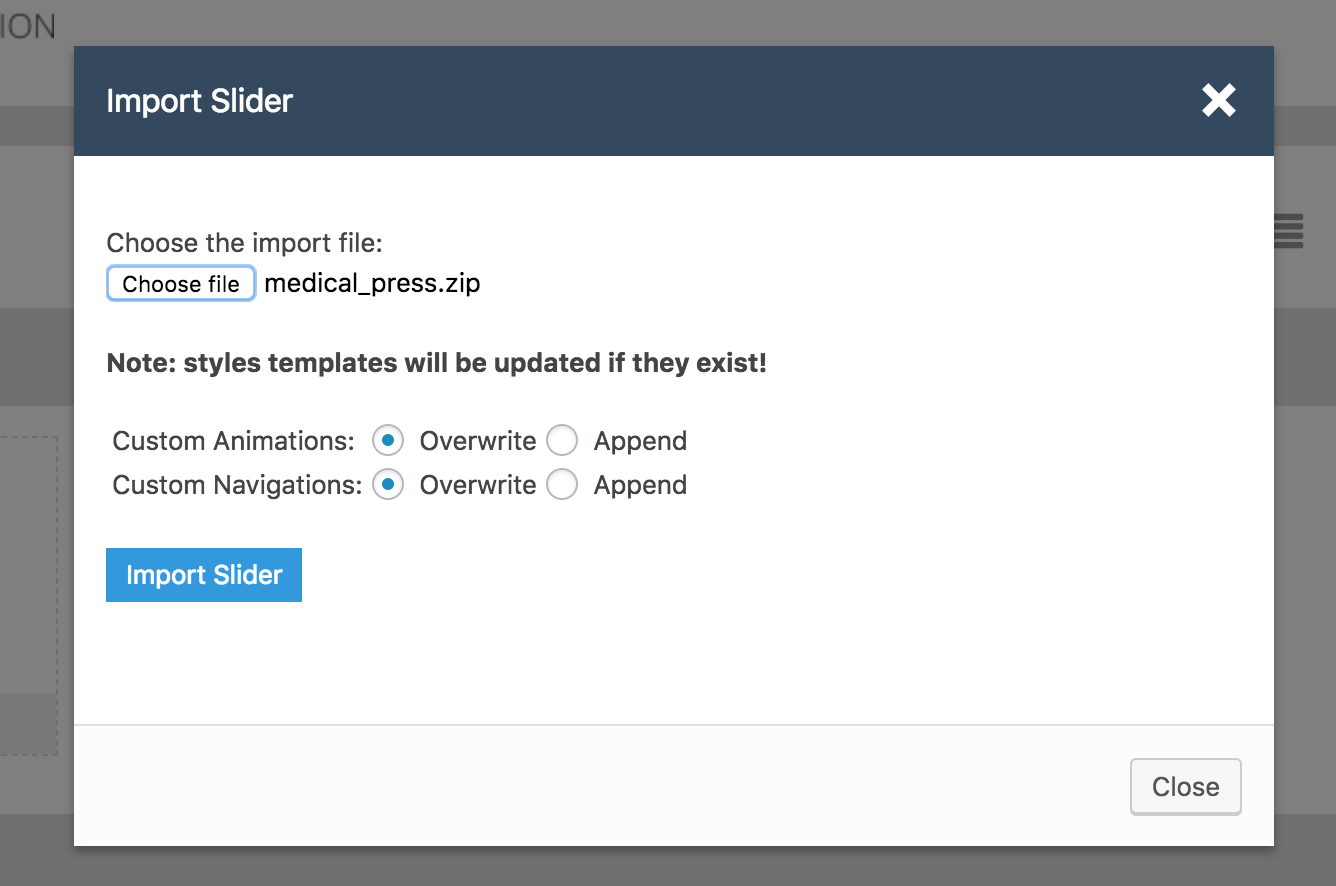 ION
Import Slider
Choose the import file:
Choose file medical_press.zip
Note: styles templates will be updated if they exist!
Custom Animations: Overwrite Append
Custom Navigations: Overwrite Append
Import Slider
Close